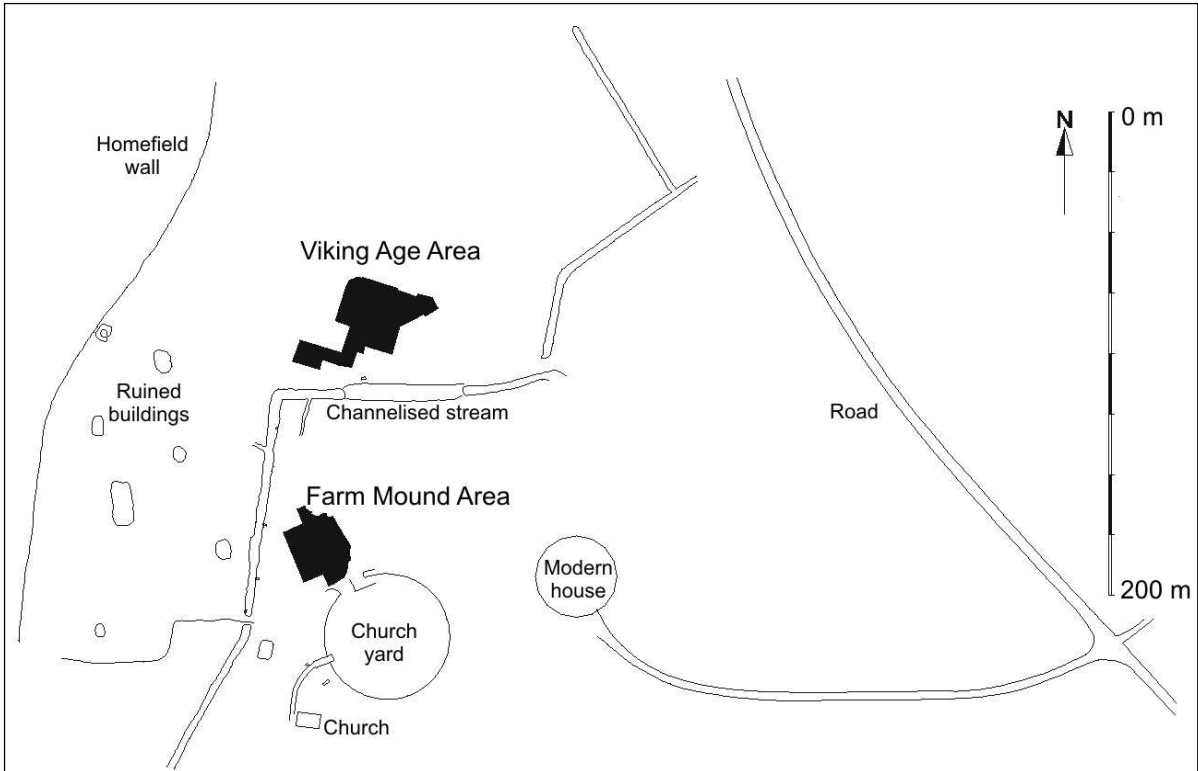 Homefield
wall
N
0 m
Viking Age Area
Ruined
buildings
Channelised stream
Road
Farm Mound Area
Modern
house
200 m
Church
yard
Church